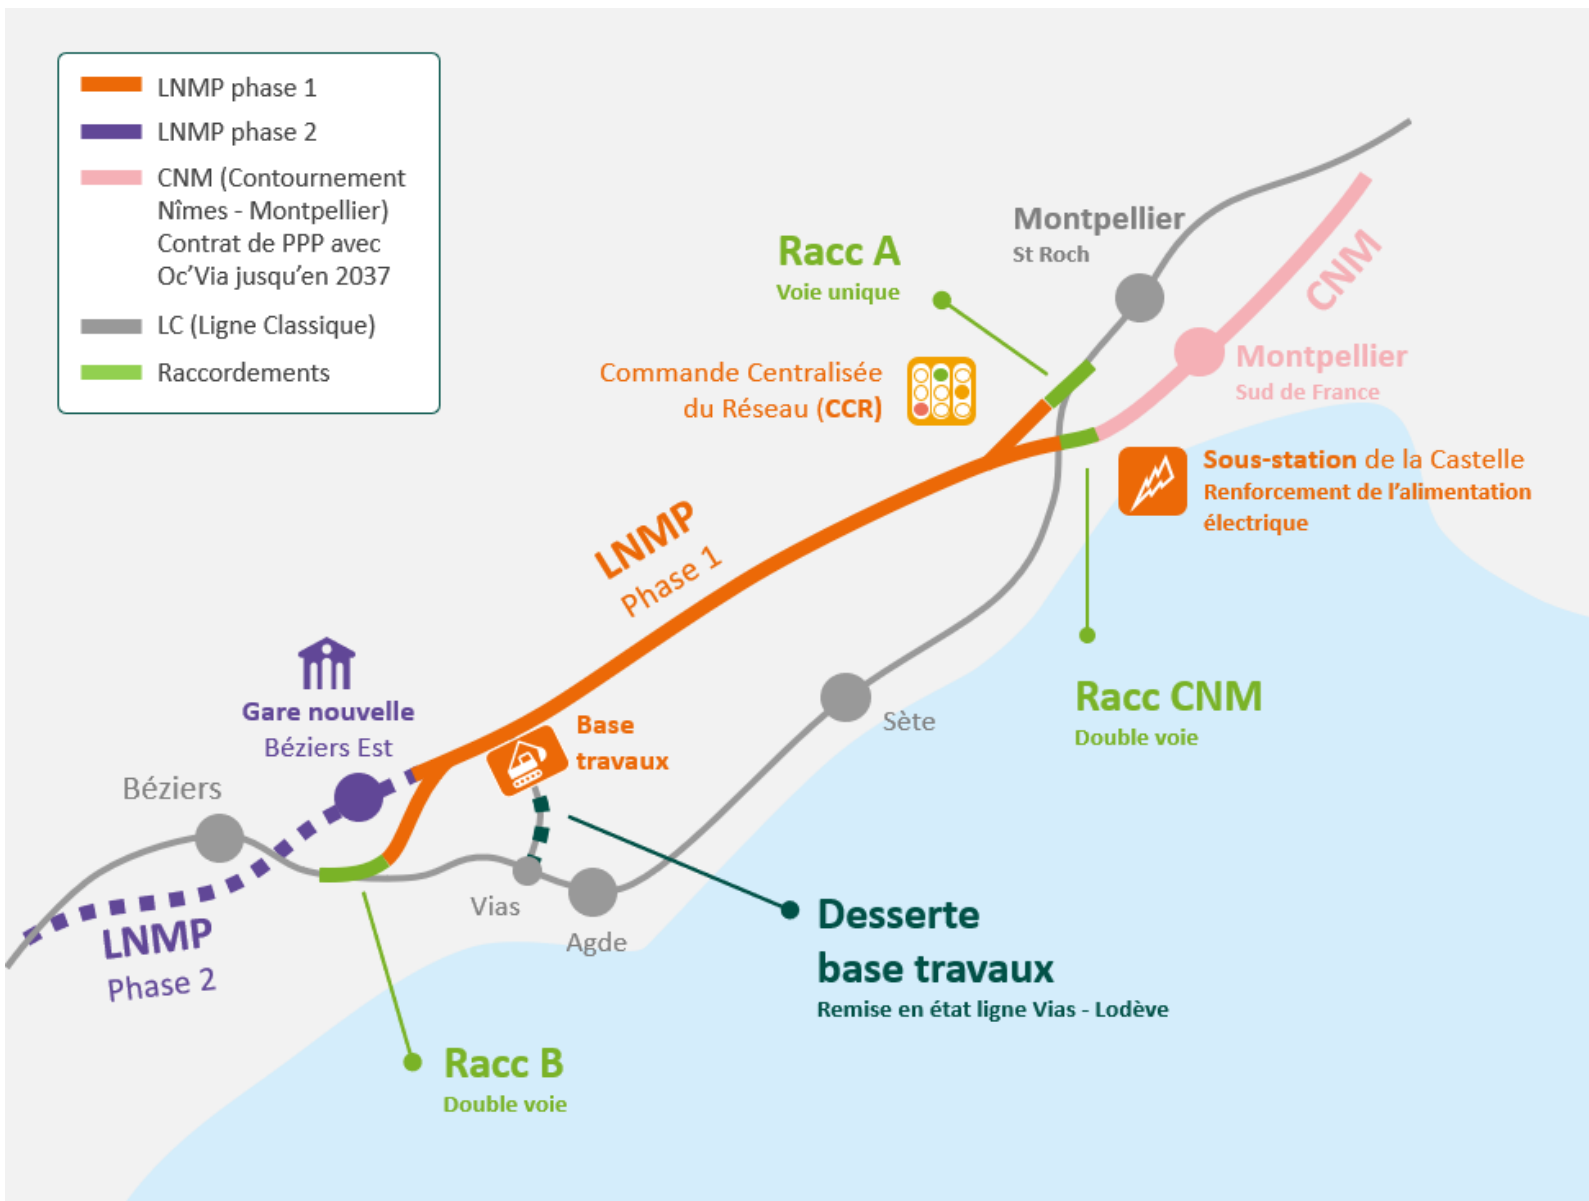 LNMP phase 1
LNMP phase 2
CNM (Contournement
Nîmes - Montpellier)
Contrat de PPP avec
Oc'Via jusqu'en 2037
LC (Ligne Classique)
Raccordements
Montpellier
St Roch
Racc A
Voie unique
CNM
Commande Centralisée
du Réseau (CCR)
Montpellier
Sud de France
Sous-station de la Castelle
Renforcement de l'alimentation
électrique
LNMP
Phase 1
Racc CNM
Double voie
Gare nouvelle
Béziers Est
Base
travaux
Sète
Béziers
Vias
Agde
LNMP
Phase 2
Desserte
base travaux
Remise en état ligne Vias - Lodève
Racc B
Double voie